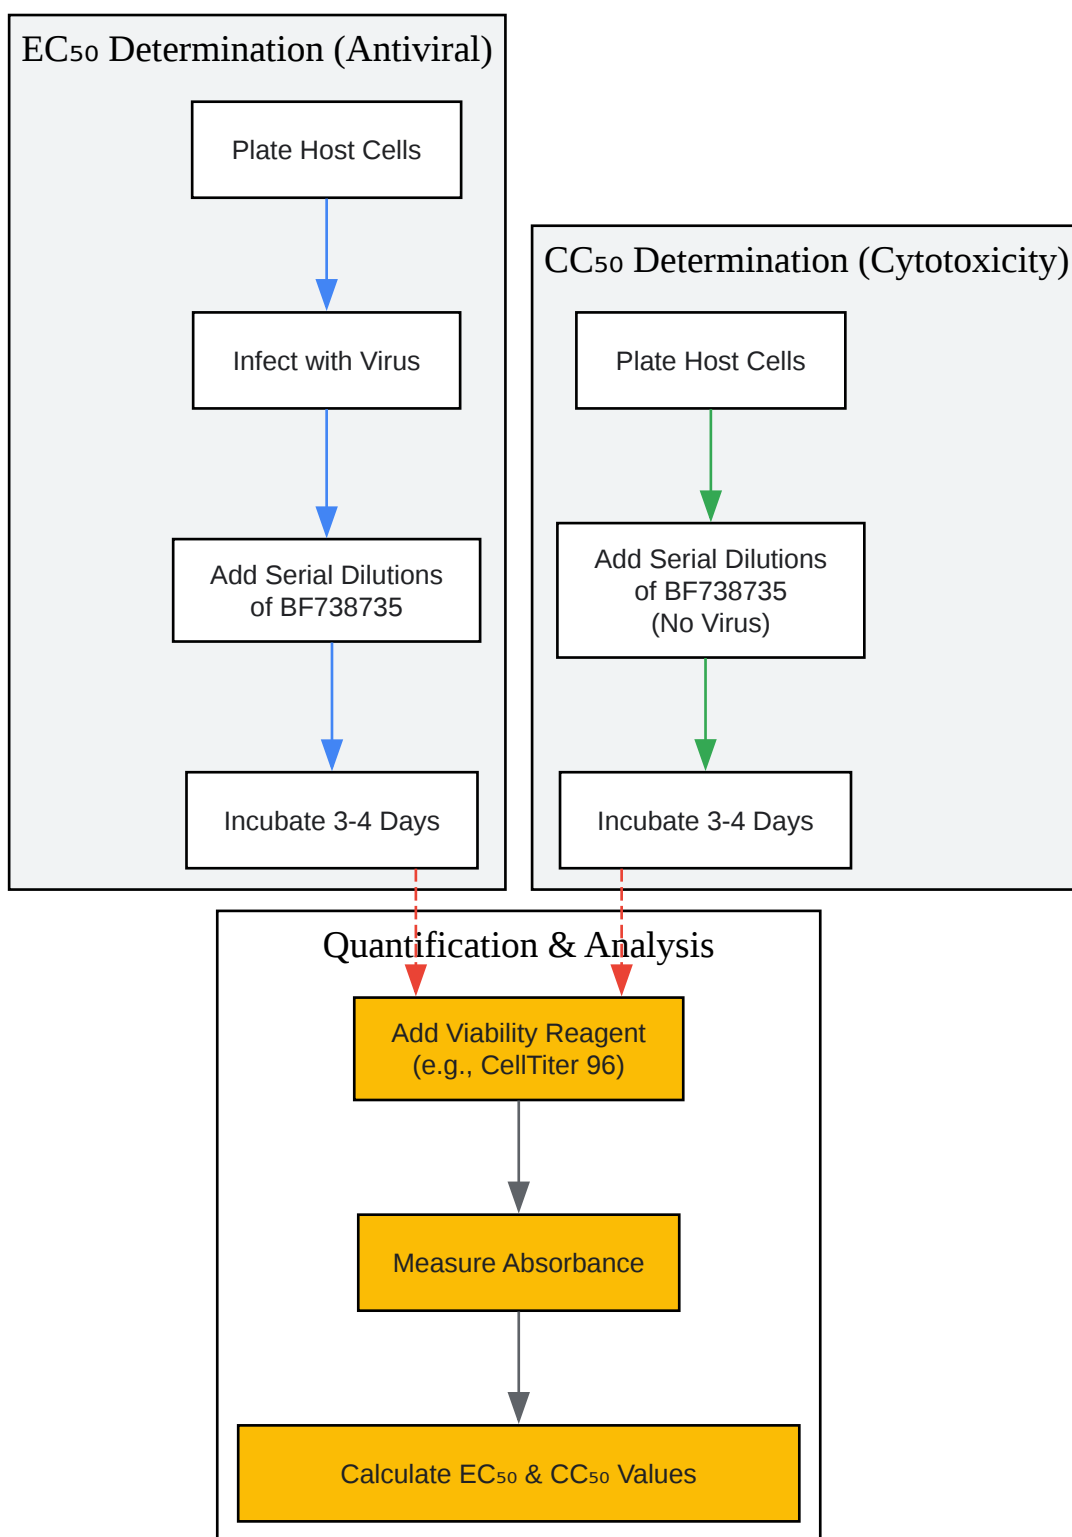 EC₅₀ Determination (Antiviral)
Plate Host Cells
Infect with Virus
Add Serial Dilutions
of BF738735
Incubate 3-4 Days
CC₅₀ Determination (Cytotoxicity)
Plate Host Cells
Add Serial Dilutions
of BF738735
(No Virus)
Incubate 3-4 Days
Quantification & Analysis
Add Viability Reagent
(e.g., CellTiter 96)
Measure Absorbance
Calculate EC₅₀ & CC₅₀ Values